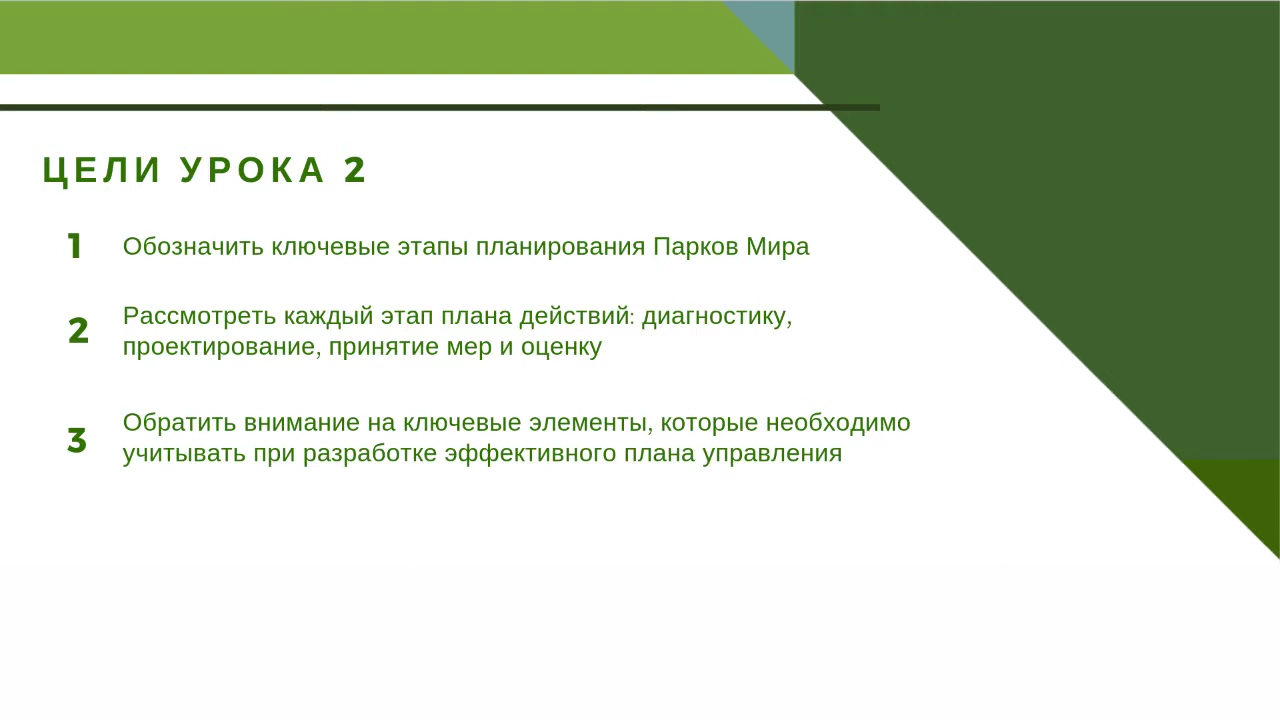 ЦЕЛИ УРОКА 2
1 Обозначить ключевые этапы планирования Парков Мира
2 Рассмотреть каждый этап плана действий: диагностику,
проектирование, принятие мер и оценку
3 Обратить внимание на ключевые элементы, которые необходимо
учитывать при разработке эффективного плана управления